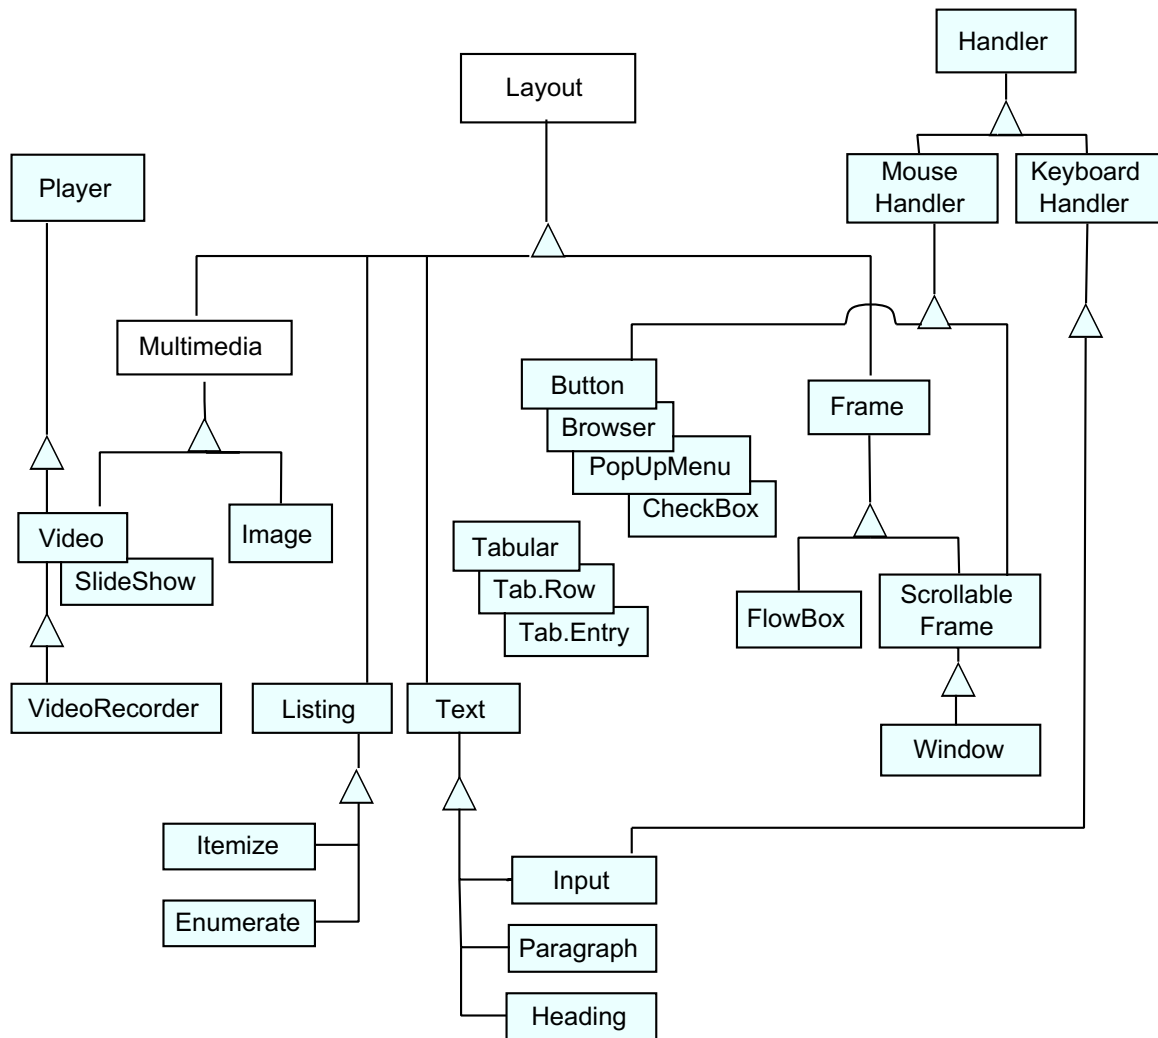 Handler
Layout
Mouse
Handler
Keyboard
Handler
Player
Multimedia
Button
Browser
PopUpMenu
CheckBox
Frame
Video
SlideShow
Image
Tabular
Tab.Row
Tab.Entry
FlowBox
Scrollable
Frame
VideoRecorder
Listing
Text
Window
Itemize
Enumerate
Input
Paragraph
Heading